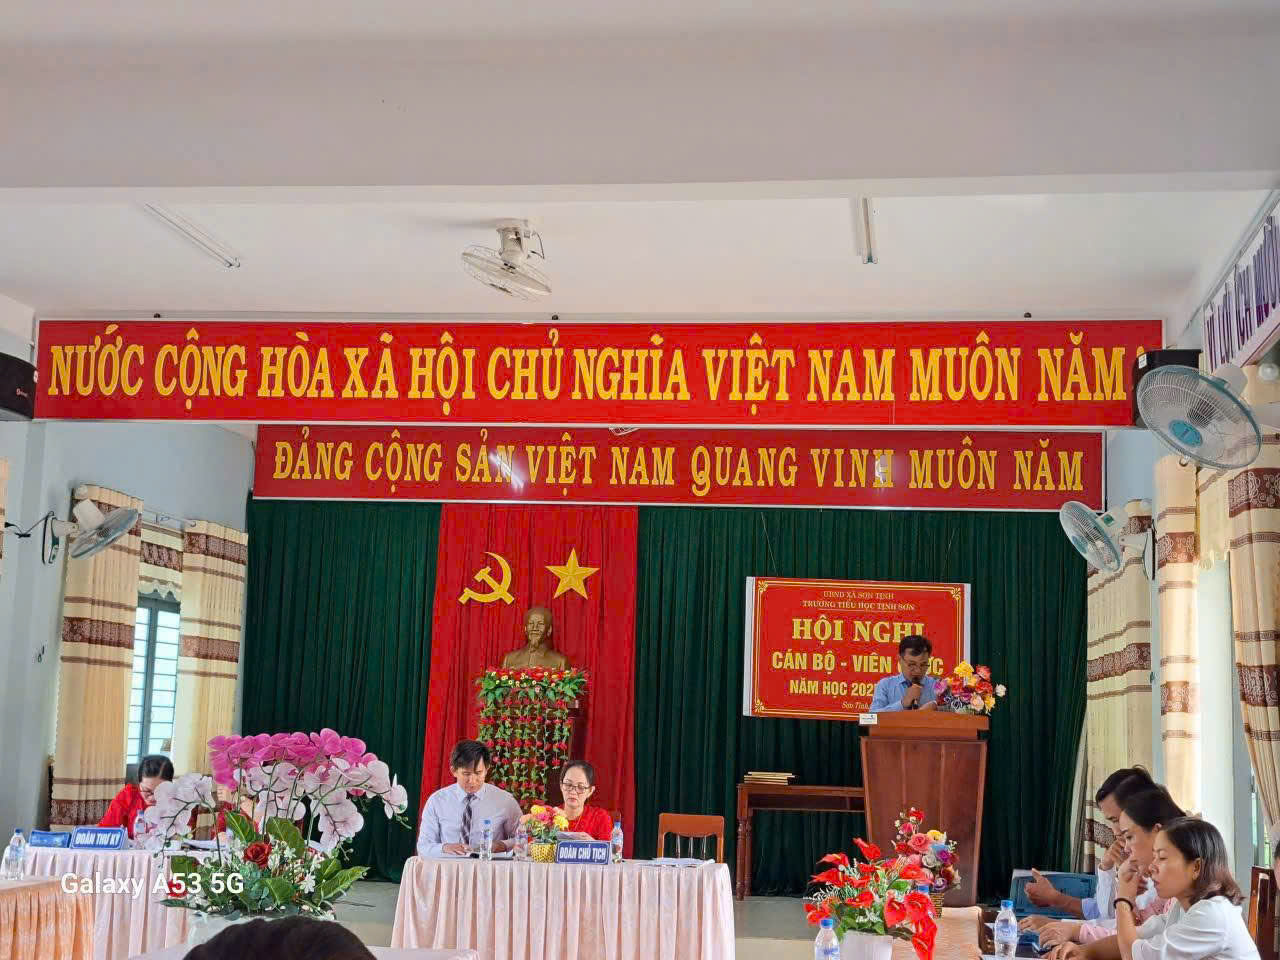 NƯỚC CỘNG HÒA XÃ HỘI CHỦ NGHĨA VIỆT NAM MUÔN NĂM
ĐẢNG CỘNG SẢN VIỆT NAM QUANG VINH MUÔN NĂM
UBND XÃ SƠN TỊNH
TRƯỜNG TIỂU HỌC TỊNH SƠN
HỘI NGHỊ
CÁN BỘ - VIÊN
NĂM HỌC
Sơn Tịnh,
ĐOÀN THƯ KÝ
ĐOÀN CHỦ TỊCH
Galaxy A53 5G